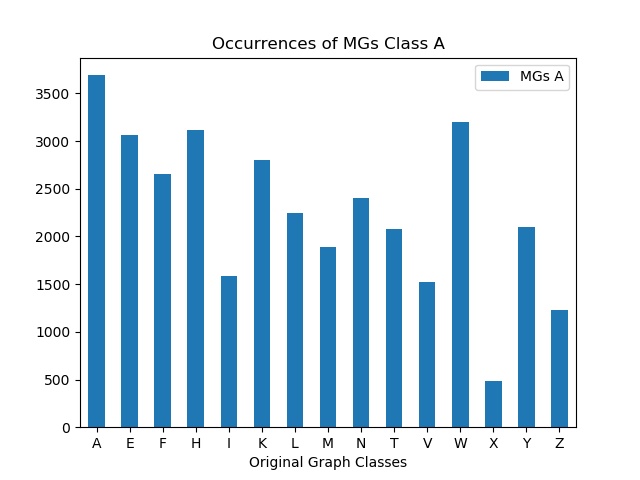 Occurrences of MGs Class A
MGs A
3500
3000
2500
2000
1500
1000
500
0
A E F H I K L M N T V W X Y Z
Original Graph Classes